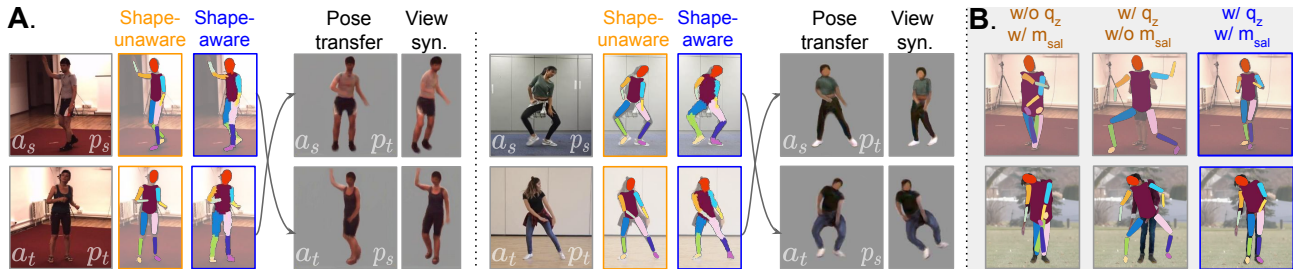 A.
Shape-
unaware
Shape-
aware
Pose
transfer
View
syn.
a_s p_s
a_s p_t
a_t p_t
a_t p_s
Pose
transfer
View
syn.
Shape-
unaware
Shape-
aware
a_s p_s
a_s p_t
a_t p_t
a_t p_s
B.
w/o q_z
w/ m_sal
w/ q_z
w/o m_sal
w/ q_z
w/ m_sal